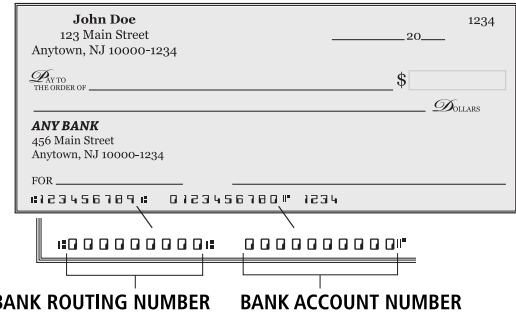 John Doe
1234
123 Main Street
20
Anytown, NJ 10000-1234
PAY TO
THE ORDER OF
$
DOLLARS
ANY BANK
456 Main Street
Anytown, NJ 10000-1234
FOR
⑆123456789⑆ 0123456780⑈ 1234
⑆000000000⑆ 0000000000⑈
BANK ROUTING NUMBER BANK ACCOUNT NUMBER